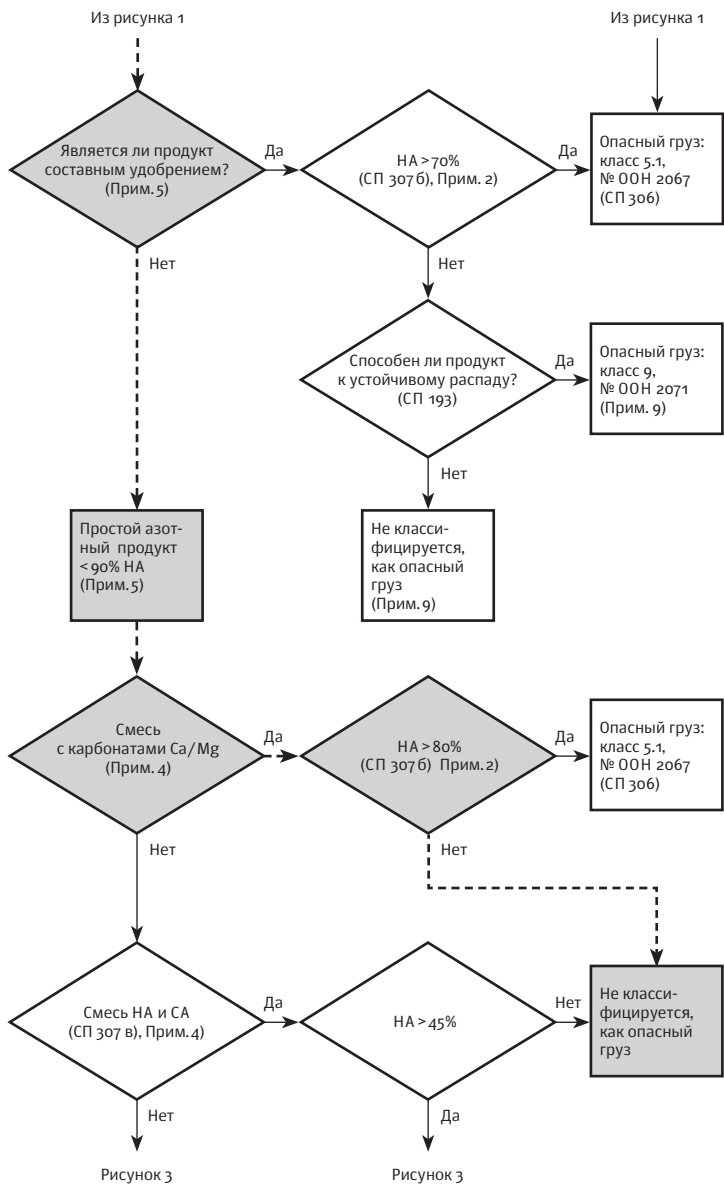 Из рисунка 1
Из рисунка 1
Является ли продукт
составным удобрением?
(Прим. 5)
Да
НА > 70%
(СП 307 б), Прим. 2)
Да
Опасный груз:
класс 5.1,
№ ООН 2067
(СП 306)
Нет
Нет
Способен ли продукт
к устойчивому распаду?
(СП 193)
Да
Опасный груз:
класс 9,
№ ООН 2071
(Прим. 9)
Нет
Простой азот-
ный продукт
< 90% НА
(Прим. 5)
Не класси-
фицируется,
как опасный
груз
(Прим. 9)
Смесь
с карбонатами Ca/Mg
(Прим. 4)
Да
НА > 80%
(СП 307 б) Прим. 2)
Да
Опасный груз:
класс 5.1,
№ ООН 2067
(СП 306)
Нет
Нет
Смесь НА и СА
(СП 307 в), Прим. 4)
Да
НА > 45%
Нет
Не класси-
фицируется,
как опасный
груз
Нет
Да
Рисунок 3
Рисунок 3